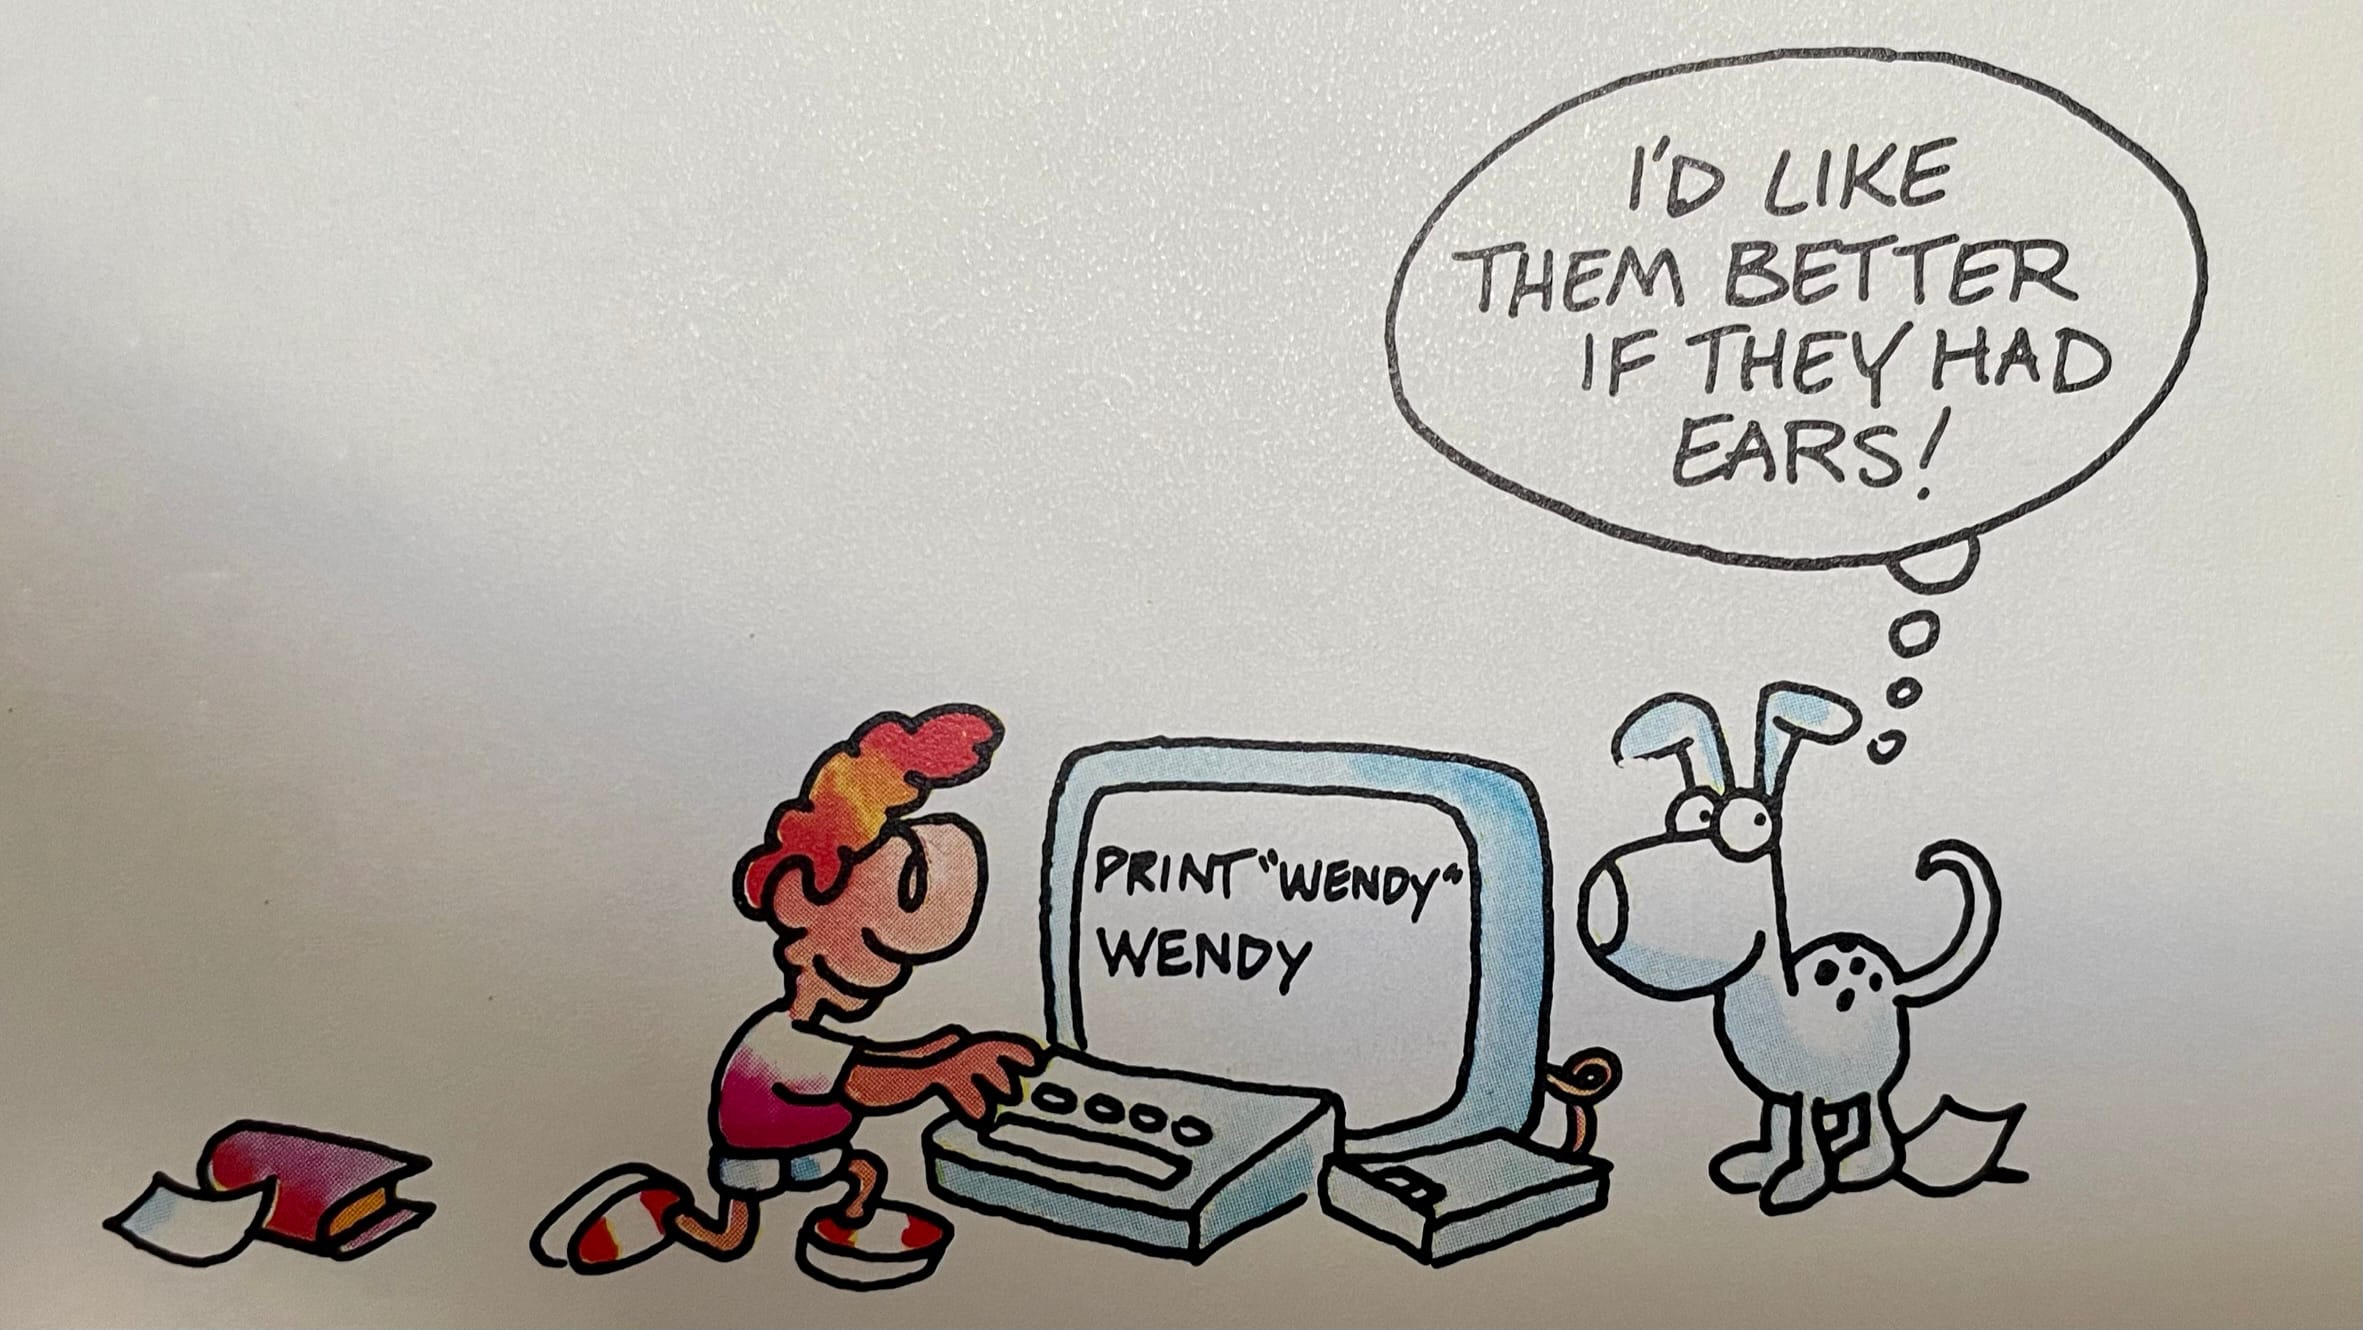 I'D LIKE
THEM BETTER
IF THEY HAD
EARS!
PRINT "WENDY"
WENDY